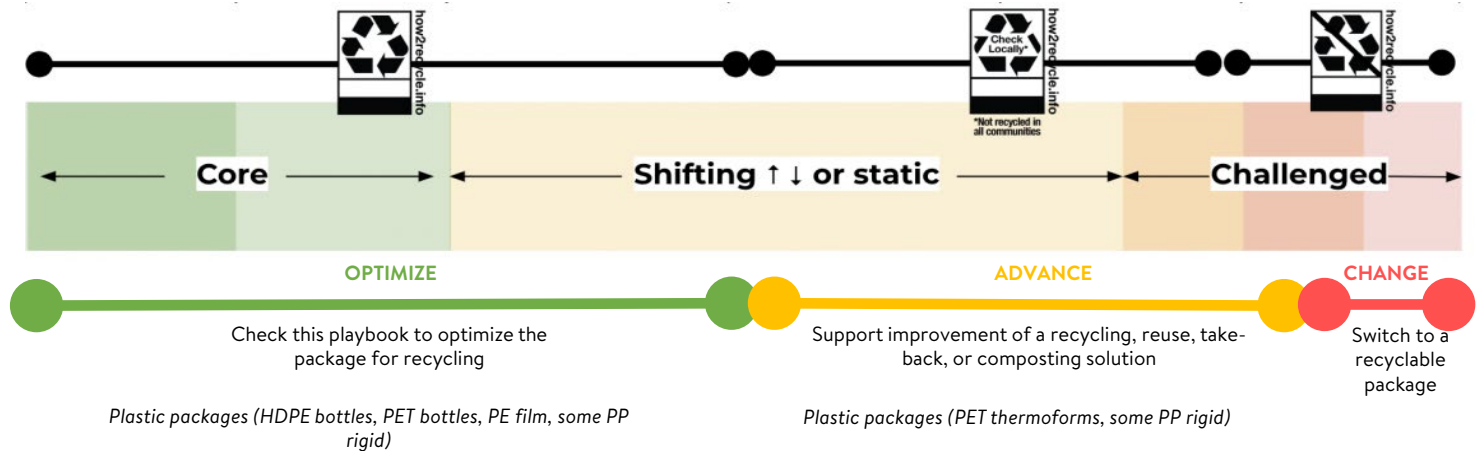 how2recycle.info
Check
Locally*
how2recycle.info
*Not recycled in
all communities
how2recycle.info
Core
Shifting ↑ ↓ or static
Challenged
OPTIMIZE
ADVANCE
CHANGE
Check this playbook to optimize the
package for recycling
Support improvement of a recycling, reuse, take-
back, or composting solution
Switch to a
recyclable
package
Plastic packages (HDPE bottles, PET bottles, PE film, some PP
rigid)
Plastic packages (PET thermoforms, some PP rigid)